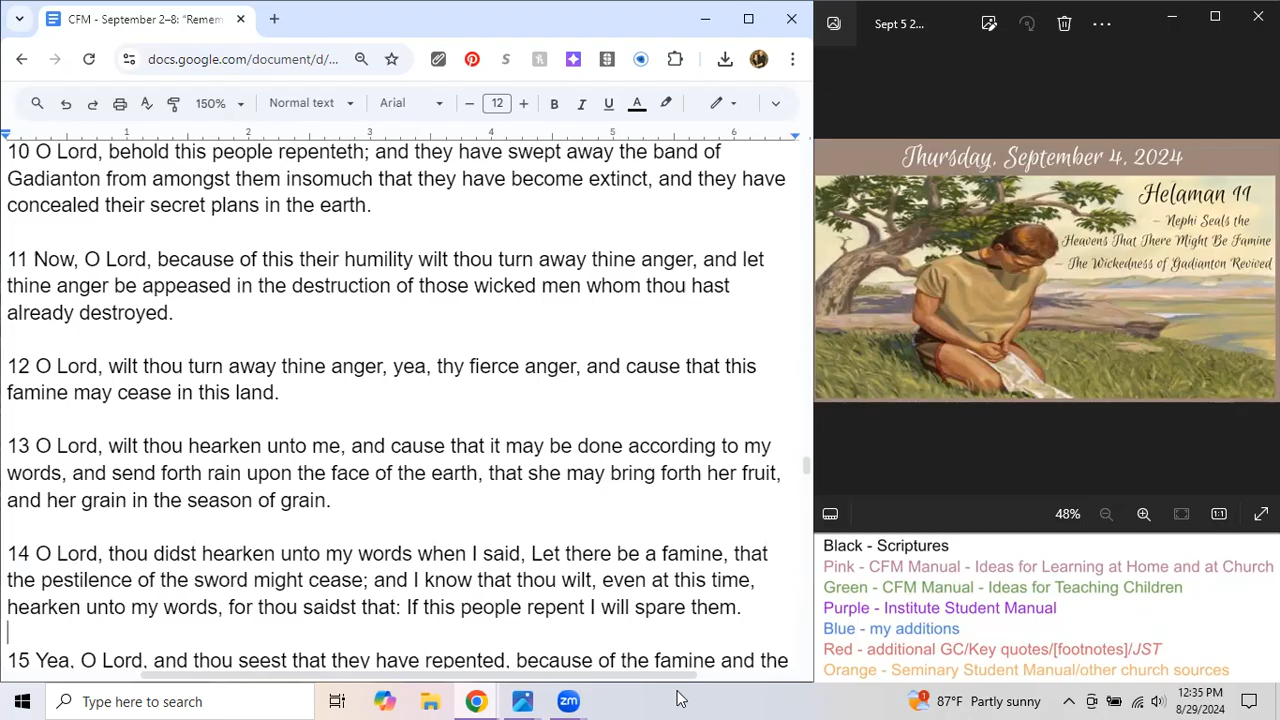 CFM - September 2–8: “Remem
docs.google.com/document/d/...
150%
Normal text
Arial
12
B I U A
1 2 3 4 5 6
10 O Lord, behold this people repenteth; and they have swept away the band of
Gadianton from amongst them insomuch that they have become extinct, and they have
concealed their secret plans in the earth.
11 Now, O Lord, because of this their humility wilt thou turn away thine anger, and let
thine anger be appeased in the destruction of those wicked men whom thou hast
already destroyed.
12 O Lord, wilt thou turn away thine anger, yea, thy fierce anger, and cause that this
famine may cease in this land.
13 O Lord, wilt thou hearken unto me, and cause that it may be done according to my
words, and send forth rain upon the face of the earth, that she may bring forth her fruit,
and her grain in the season of grain.
14 O Lord, thou didst hearken unto my words when I said, Let there be a famine, that
the pestilence of the sword might cease; and I know that thou wilt, even at this time,
hearken unto my words, for thou saidst that: If this people repent I will spare them.
15 Yea, O Lord, and thou seest that they have repented, because of the famine and the
Sept 5 2...
Thursday, September 4, 2024
Helaman 11
– Nephi Seals the
Heavens That There Might Be Famine
– The Wickedness of Gadianton Revived
48%
1:1
Black - Scriptures
Pink - CFM Manual - Ideas for Learning at Home and at Church
Green - CFM Manual - Ideas for Teaching Children
Purple - Institute Student Manual
Blue - my additions
Red - additional GC/Key quotes/[footnotes]/JST
Orange - Seminary Student Manual/other church sources
Type here to search
zm
1
87°F Partly sunny
12:35 PM
8/29/2024